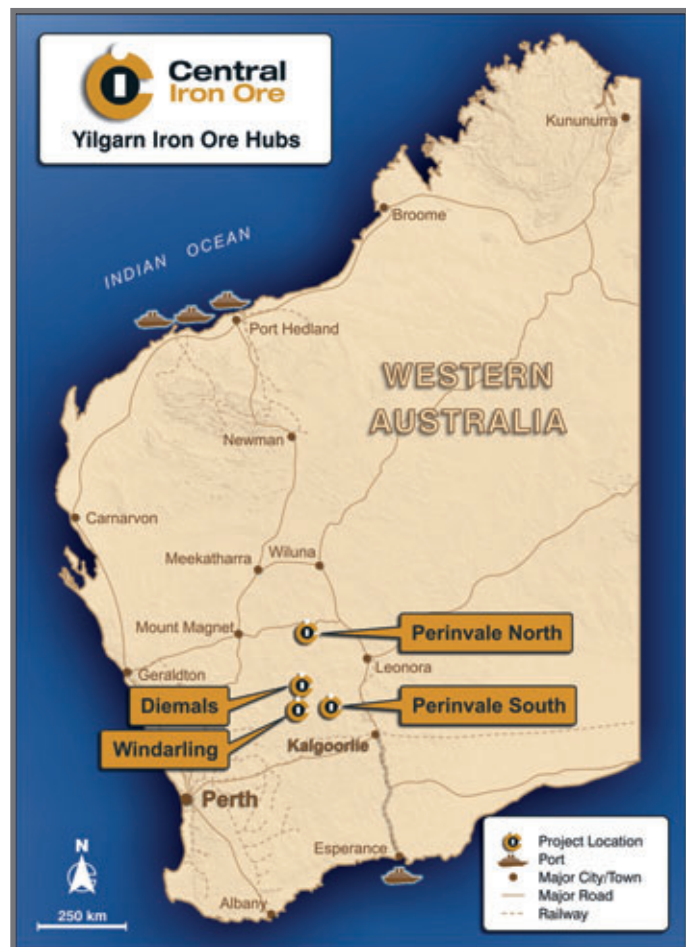 Central
Iron Ore
Yilgarn Iron Ore Hubs
Kununurra
Broome
INDIAN OCEAN
Port Hedland
WESTERN
AUSTRALIA
Newman
Carnarvon
Meekatharra
Wiluna
Mount Magnet
Perinvale North
Geraldton
Leonora
Diemals
Perinvale South
Windarling
Kalgoorlie
Perth
Esperance
Albany
N
250 km
Project Location
Port
Major City/Town
Major Road
Railway